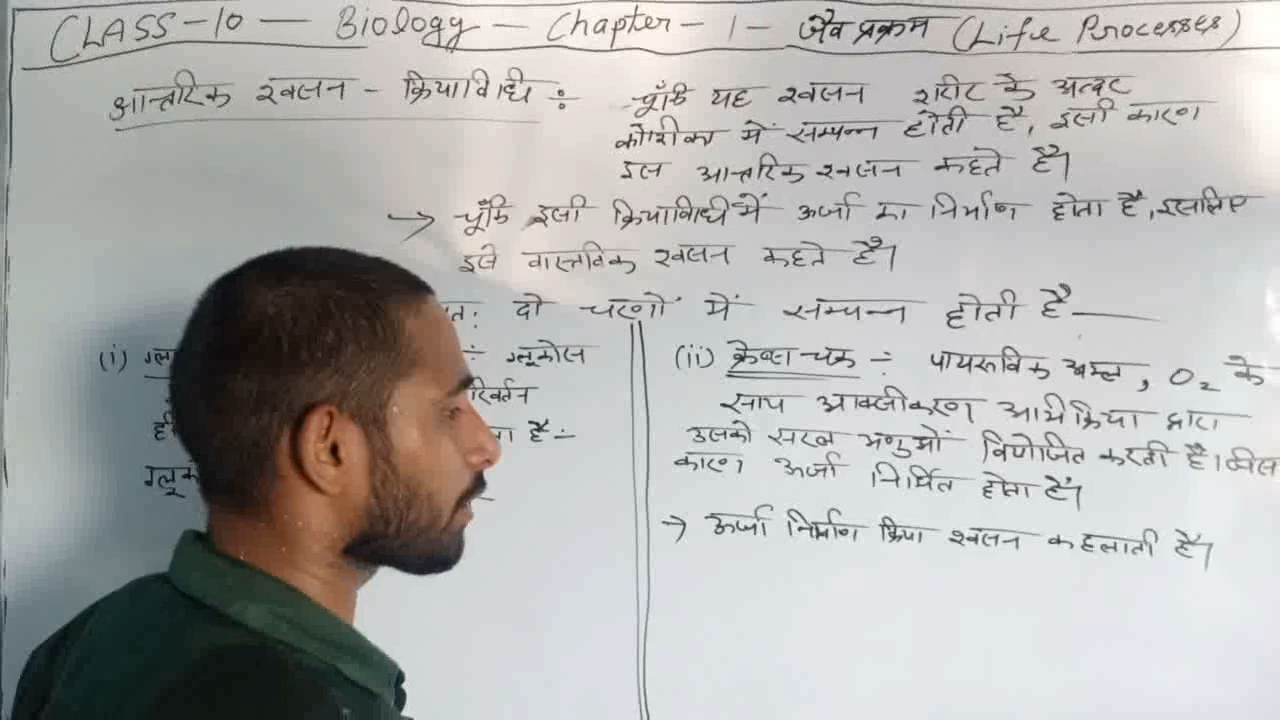 CLASS-10 - Biology - Chapter-1- जैव प्रक्रम (Life Processes)
आन्तरिक श्वसन - क्रियाविधि :- चूँकि यह श्वसन शरीर के अन्दर
कोशीका में सम्पन्न होती है, इसी कारण
इस आन्तरिक श्वसन कहते है।
→ चूँकि इसी क्रियाविधी में ऊर्जा का निर्माण होता है, इसलिए
इसे वास्तविक श्वसन कहते है।
दो चरणों में सम्पन्न होती है
(i) ग्लूकोस
है:-
(ii) क्रेब्स चक्र :- पायरूविक अम्ल, O₂ के
साथ आक्सीकरण अभिक्रिया द्वारा
उसको सरल अणुओं विणोजित करती है।
कारण ऊर्जा निर्मित होता है।
→ ऊर्जा निर्माण क्रिया श्वसन कहलाती है।